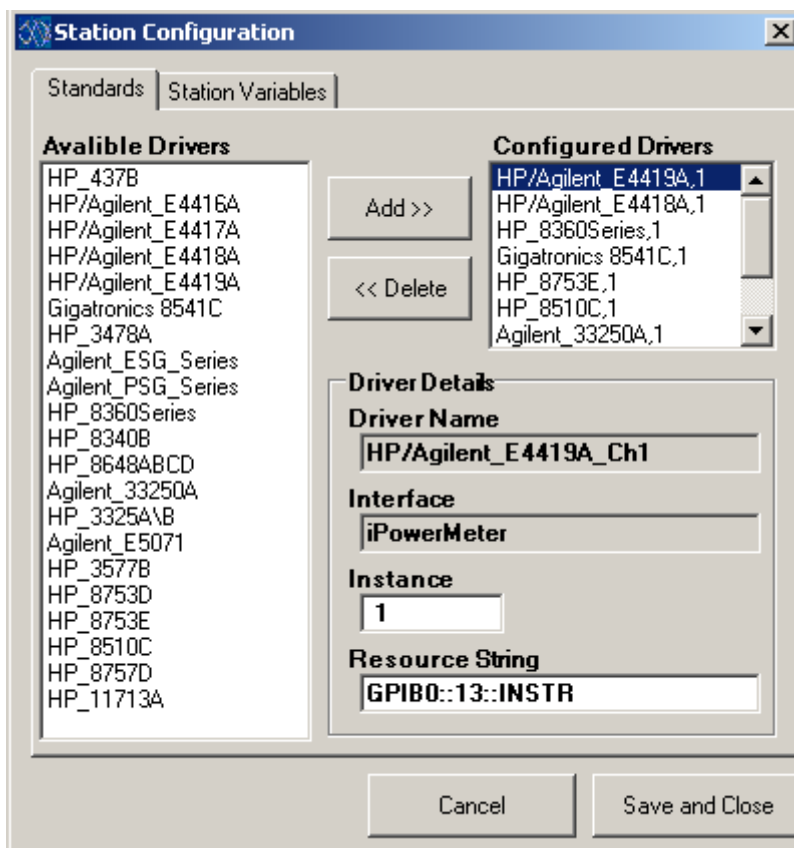 Station Configuration
Standards
Station Variables
Avalible Drivers
HP_437B
HP/Agilent_E4416A
HP/Agilent_E4417A
HP/Agilent_E4418A
HP/Agilent_E4419A
Gigatronics 8541C
HP_3478A
Agilent_ESG_Series
Agilent_PSG_Series
HP_8360Series
HP_8340B
HP_8648ABCD
Agilent_33250A
HP_3325A\B
Agilent_E5071
HP_3577B
HP_8753D
HP_8753E
HP_8510C
HP_8757D
HP_11713A
Add >>
<< Delete
Configured Drivers
HP/Agilent_E4419A,1
HP/Agilent_E4418A,1
HP_8360Series,1
Gigatronics 8541C,1
HP_8753E,1
HP_8510C,1
Agilent_33250A,1
Driver Details
Driver Name
HP/Agilent_E4419A_Ch1
Interface
iPowerMeter
Instance
1
Resource String
GPIB0::13::INSTR
Cancel
Save and Close